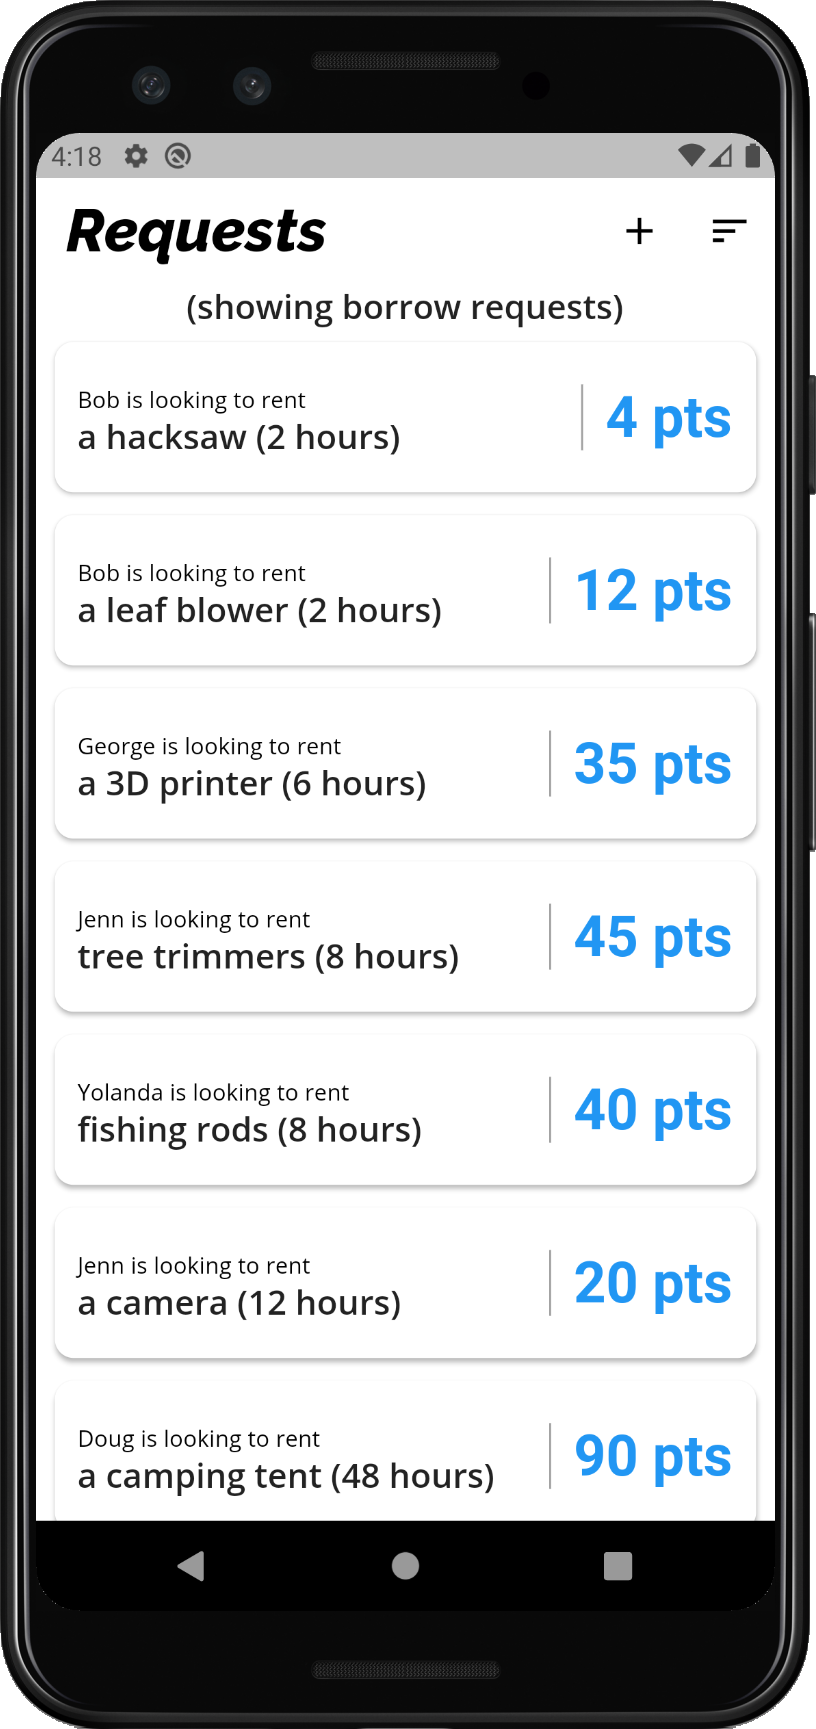 4:18
Requests
(showing borrow requests)
Bob is looking to rent
a hacksaw (2 hours)
4 pts
Bob is looking to rent
a leaf blower (2 hours)
12 pts
George is looking to rent
a 3D printer (6 hours)
35 pts
Jenn is looking to rent
tree trimmers (8 hours)
45 pts
Yolanda is looking to rent
fishing rods (8 hours)
40 pts
Jenn is looking to rent
a camera (12 hours)
20 pts
Doug is looking to rent
a camping tent (48 hours)
90 pts